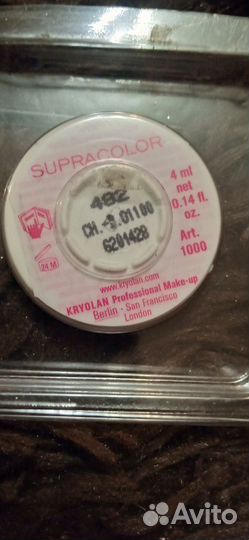 SUPRACOLOR
482
CH.-B.01100
6201428
4 ml
net
0.14 fl.
oz.
Art.
1000
24 M
www.kryolan.com
KRYOLAN Professional Make-up
Berlin · San Francisco
London
Avito